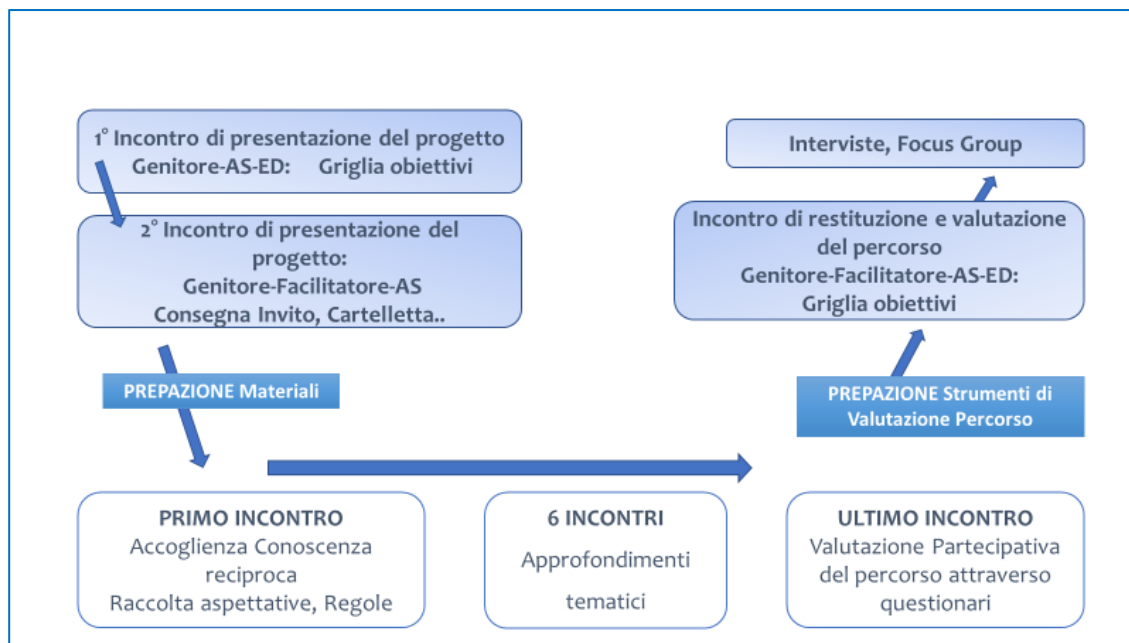 1° Incontro di presentazione del progetto
Genitore-AS-ED: Griglia obiettivi
2° Incontro di presentazione del
progetto:
Genitore-Facilitatore-AS
Consegna Invito, Cartelletta..
PREPAZIONE Materiali
PRIMO INCONTRO
Accoglienza Conoscenza
reciproca
Raccolta aspettative, Regole
6 INCONTRI
Approfondimenti
tematici
ULTIMO INCONTRO
Valutazione Partecipativa
del percorso attraverso
questionari
PREPAZIONE Strumenti di
Valutazione Percorso
Incontro di restituzione e valutazione
del percorso
Genitore-Facilitatore-AS-ED:
Griglia obiettivi
Interviste, Focus Group